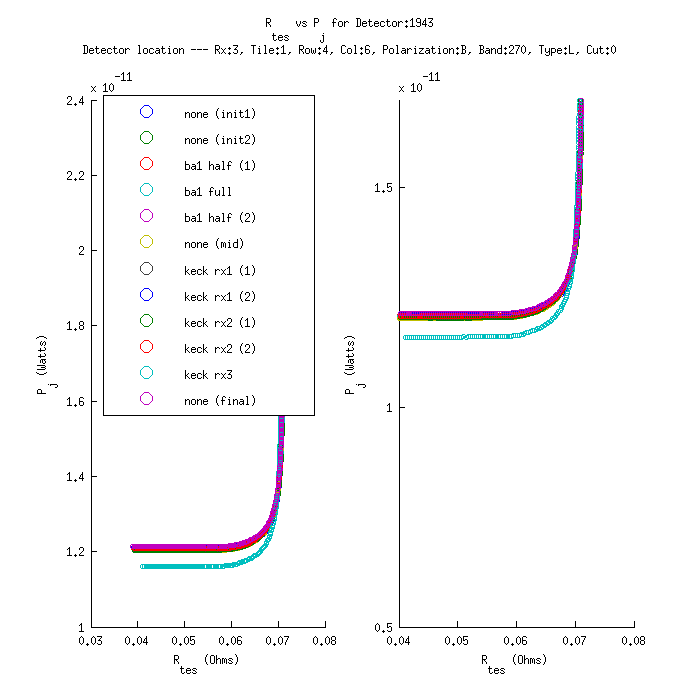 R    vs P  for Detector:1943
tes     j
Detector location --- Rx:3, Tile:1, Row:4, Col:6, Polarization:B, Band:270, Type:L, Cut:0
x 10^-11
2.4
2.2
2
1.8
1.6
1.4
1.2
1
P_j (Watts)
none (init1)
none (init2)
ba1 half (1)
ba1 full
ba1 half (2)
none (mid)
keck rx1 (1)
keck rx1 (2)
keck rx2 (1)
keck rx2 (2)
keck rx3
none (final)
0.03 0.04 0.05 0.06 0.07 0.08
R_tes (Ohms)
x 10^-11
1.5
1
0.5
P_j (Watts)
0.04 0.05 0.06 0.07 0.08
R_tes (Ohms)